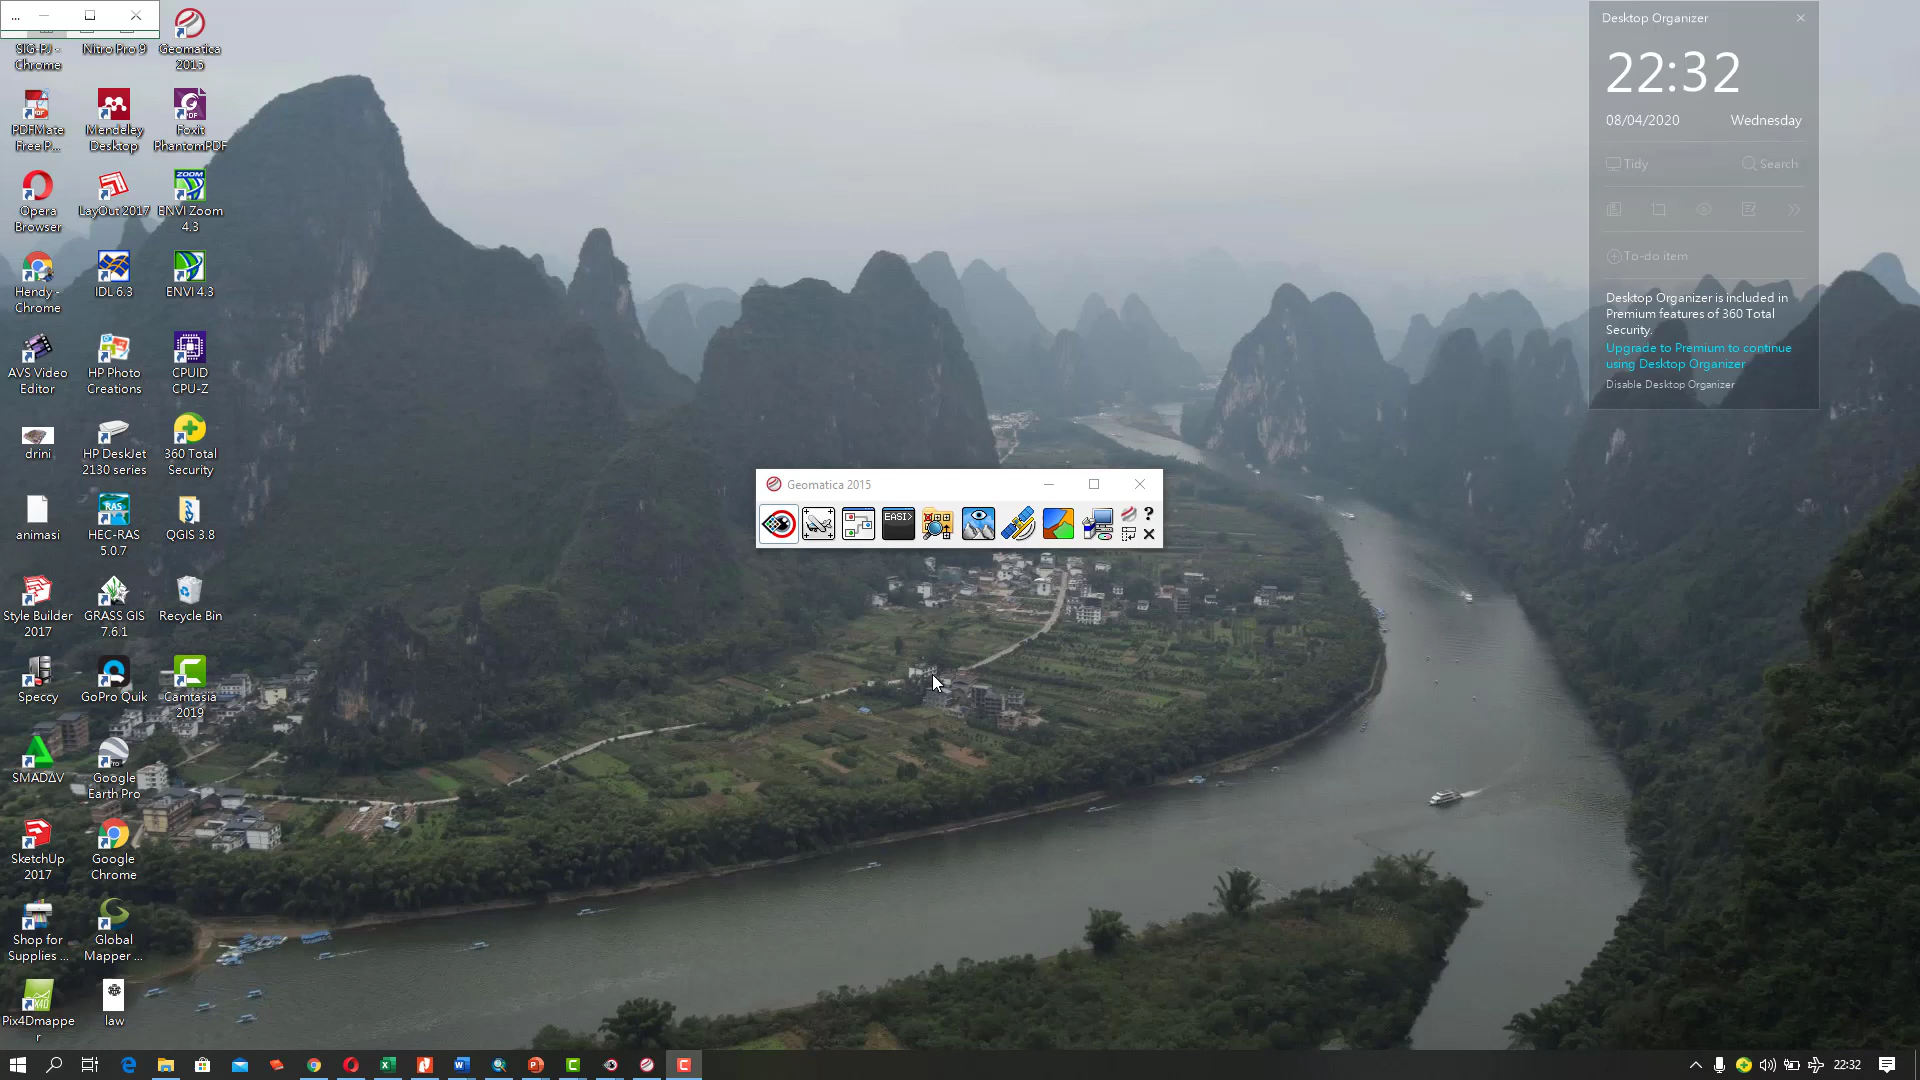 ...
SIG-PJ -
Chrome
Nitro Pro 9
Geomatica
2015
PDFMate
Free P...
Mendeley
Desktop
Foxit
PhantomPDF
Opera
Browser
LayOut 2017
ENVI Zoom
4.3
Hendy -
Chrome
IDL 6.3
ENVI 4.3
AVS Video
Editor
HP Photo
Creations
CPUID
CPU-Z
drini
HP DeskJet
2130 series
360 Total
Security
animasi
HEC-RAS
5.0.7
QGIS 3.8
Style Builder
2017
GRASS GIS
7.6.1
Recycle Bin
Speccy
GoPro Quik
Camtasia
2019
SMADΔV
Google
Earth Pro
SketchUp
2017
Google
Chrome
Shop for
Supplies ...
Global
Mapper ...
Pix4Dmappe
r
law
Geomatica 2015
EASI>
?
Desktop Organizer
22:32
08/04/2020 Wednesday
Tidy Search
To-do item
Desktop Organizer is included in
Premium features of 360 Total
Security.
Upgrade to Premium to continue
using Desktop Organizer
Disable Desktop Organizer
22:32